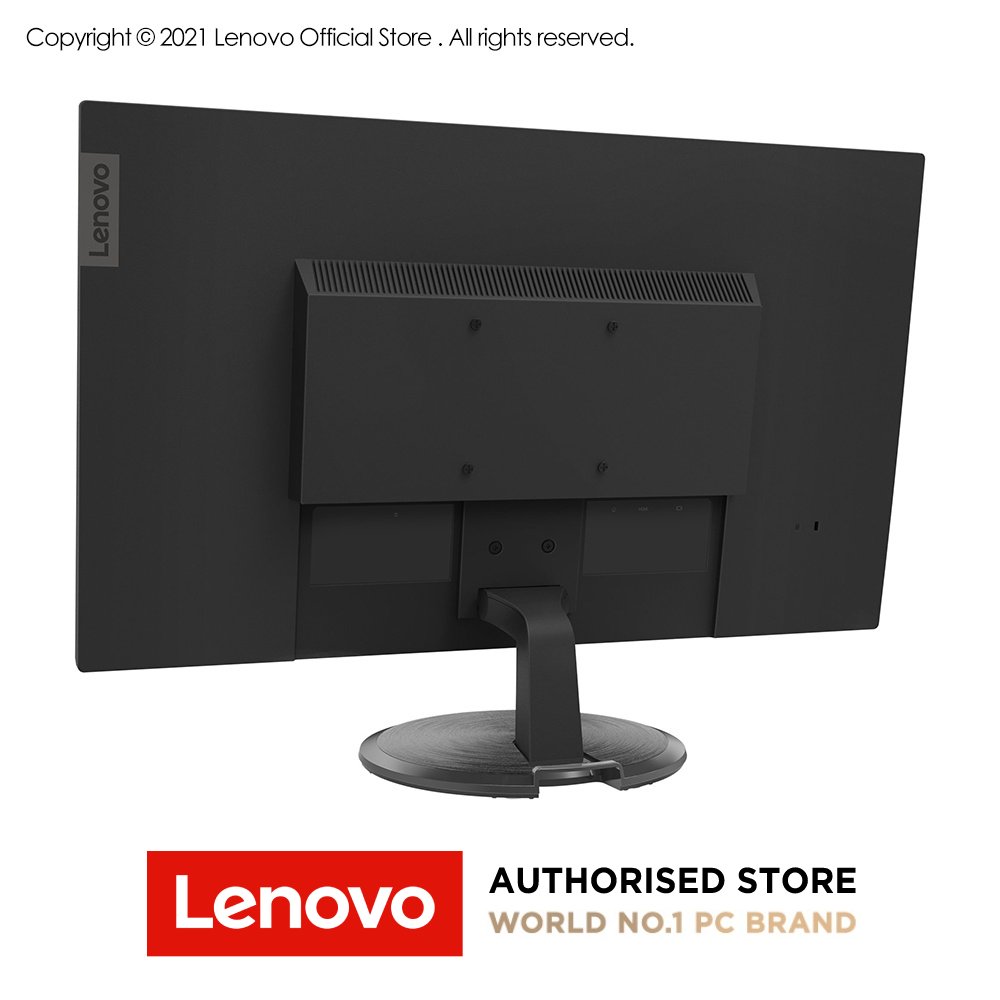 Copyright © 2021 Lenovo Official Store . All rights reserved.
Lenovo
Lenovo
AUTHORISED STORE
WORLD NO.1 PC BRAND